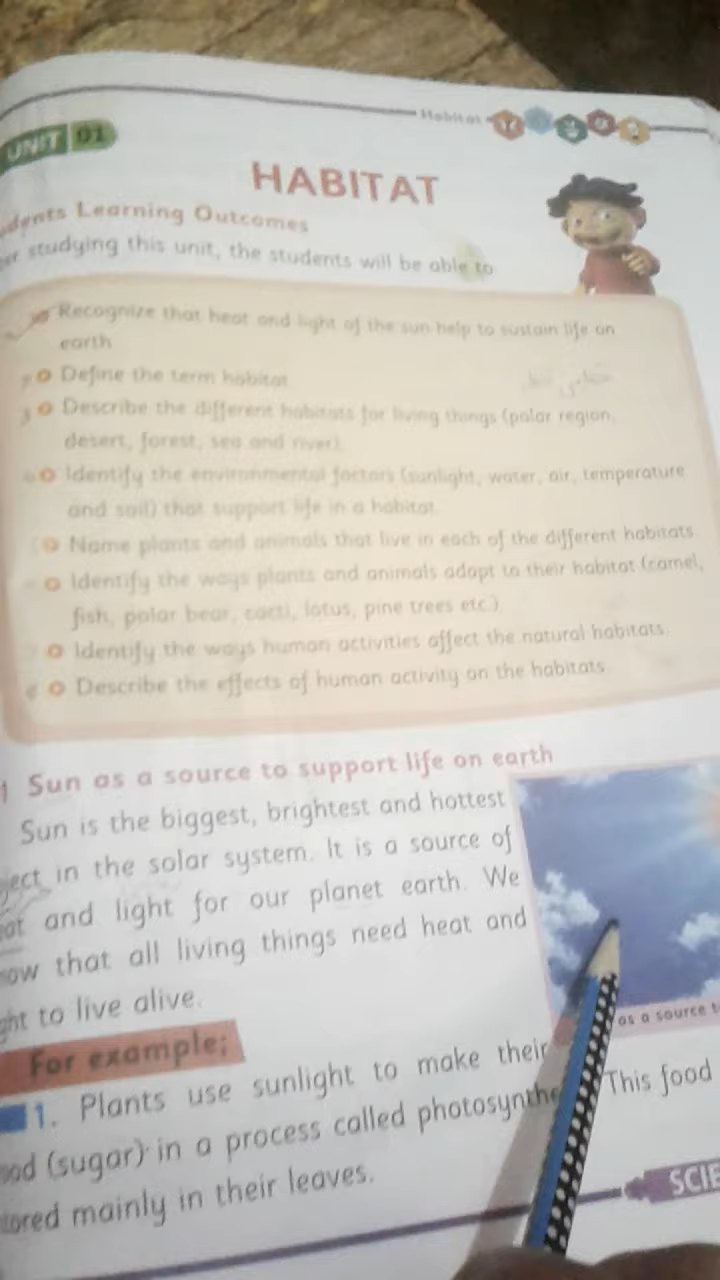 Habitat
UNIT 01
HABITAT
dents Learning Outcomes
er studying this unit, the students will be able to
Recognize that heat and light of the sun help to sustain life on
earth
Define the term habitat
Describe the different habitats for living things (polar region,
desert, forest, sea and river).
Identify the environmental factors (sunlight, water, air, temperature
and soil) that support life in a habitat.
Name plants and animals that live in each of the different habitats.
Identify the ways plants and animals adapt to their habitat (camel,
fish, polar bear, cacti, lotus, pine trees etc.)
Identify the ways human activities affect the natural habitats.
Describe the effects of human activity on the habitats.
1 Sun as a source to support life on earth
Sun is the biggest, brightest and hottest
ject in the solar system. It is a source of
eat and light for our planet earth. We
ow that all living things need heat and
ght to live alive.
as a source t
For example;
1. Plants use sunlight to make their
ood (sugar) in a process called photosynthe This food
tored mainly in their leaves.
SCIE